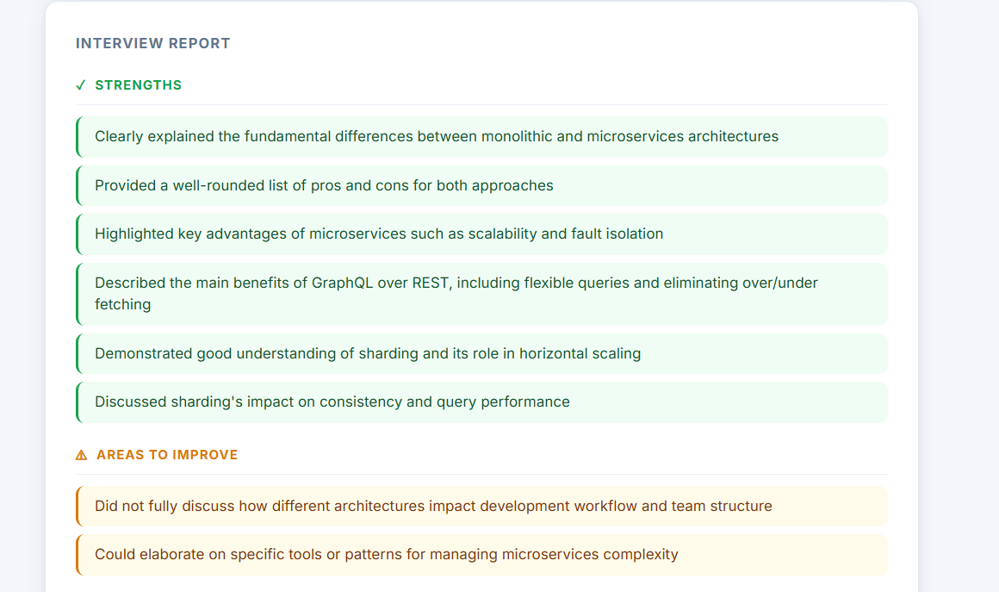 INTERVIEW REPORT
✓ STRENGTHS
Clearly explained the fundamental differences between monolithic and microservices architectures
Provided a well-rounded list of pros and cons for both approaches
Highlighted key advantages of microservices such as scalability and fault isolation
Described the main benefits of GraphQL over REST, including flexible queries and eliminating over/under
fetching
Demonstrated good understanding of sharding and its role in horizontal scaling
Discussed sharding's impact on consistency and query performance
⚠ AREAS TO IMPROVE
Did not fully discuss how different architectures impact development workflow and team structure
Could elaborate on specific tools or patterns for managing microservices complexity